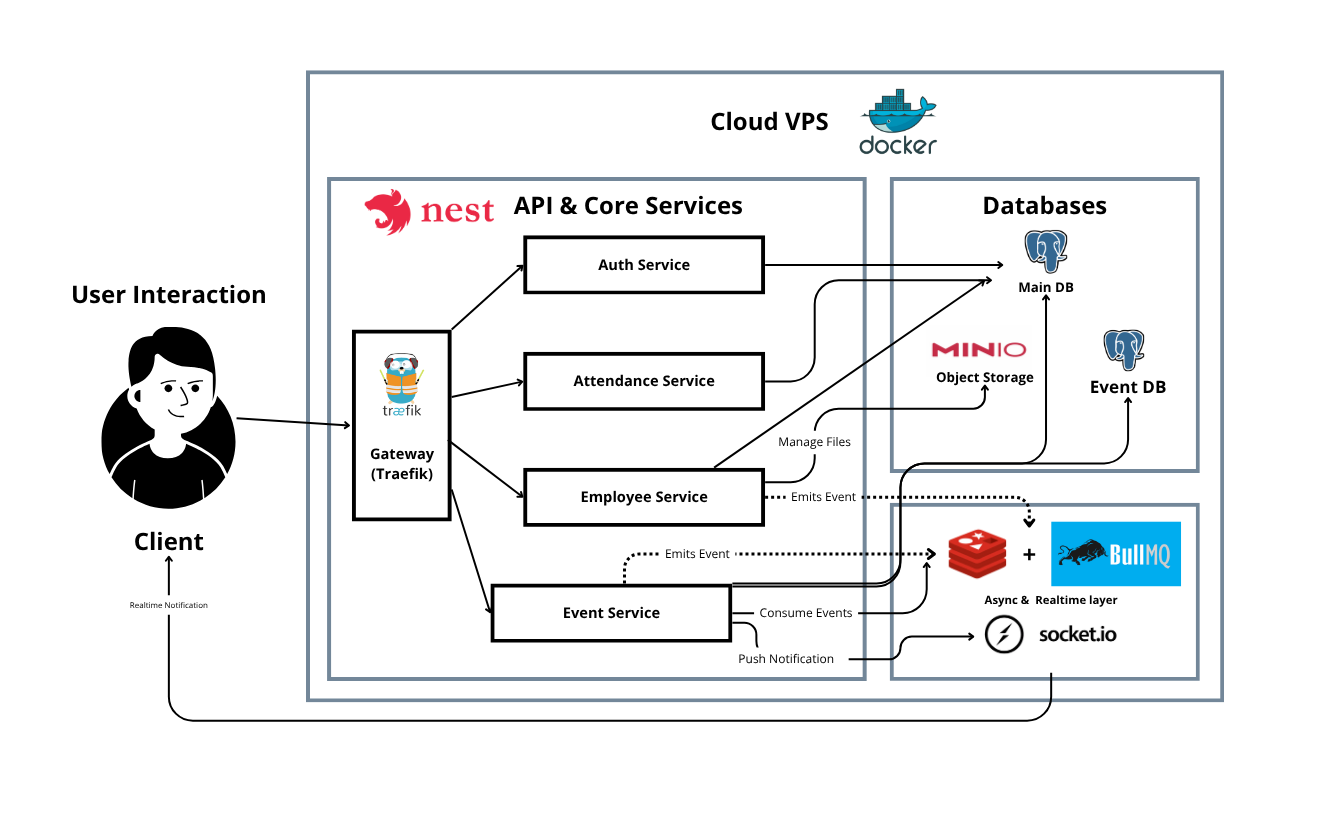 Cloud VPS
docker
nest
API & Core Services
Databases
Auth Service
Main DB
User Interaction
MINIO
Object Storage
Event DB
Attendance Service
træfik
Gateway
(Traefik)
Manage Files
Employee Service
Emits Event
Client
Emits Event
+
BullMQ
Async & Realtime layer
Realtime Notification
Event Service
Consume Events
socket.io
Push Notification